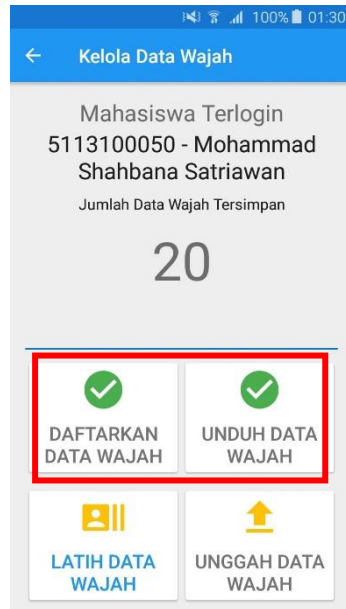 100% 01:30
Kelola Data Wajah
Mahasiswa Terlogin
5113100050 - Mohammad
Shahbana Satriawan
Jumlah Data Wajah Tersimpan
20
DAFTARKAN
DATA WAJAH
UNDUH DATA
WAJAH
LATIH DATA
WAJAH
UNGGAH DATA
WAJAH